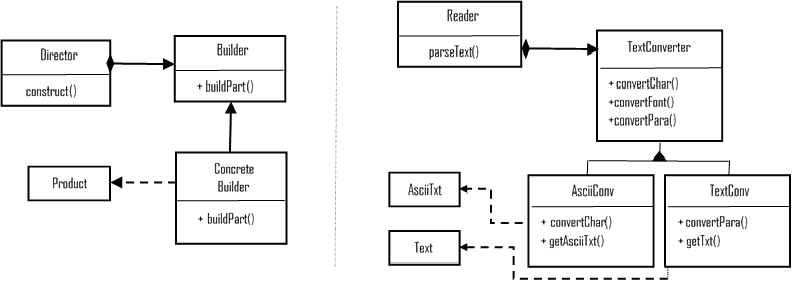 Director
construct()
Builder
+ buildPart()
Product
Concrete
Builder
+ buildPart()
Reader
parseText()
TextConverter
+ convertChar()
+convertFont()
+convertPara()
AsciiTxt
Text
AsciiConv
+ convertChar()
+ getAsciiTxt()
TextConv
+ convertPara()
+ getTxt()